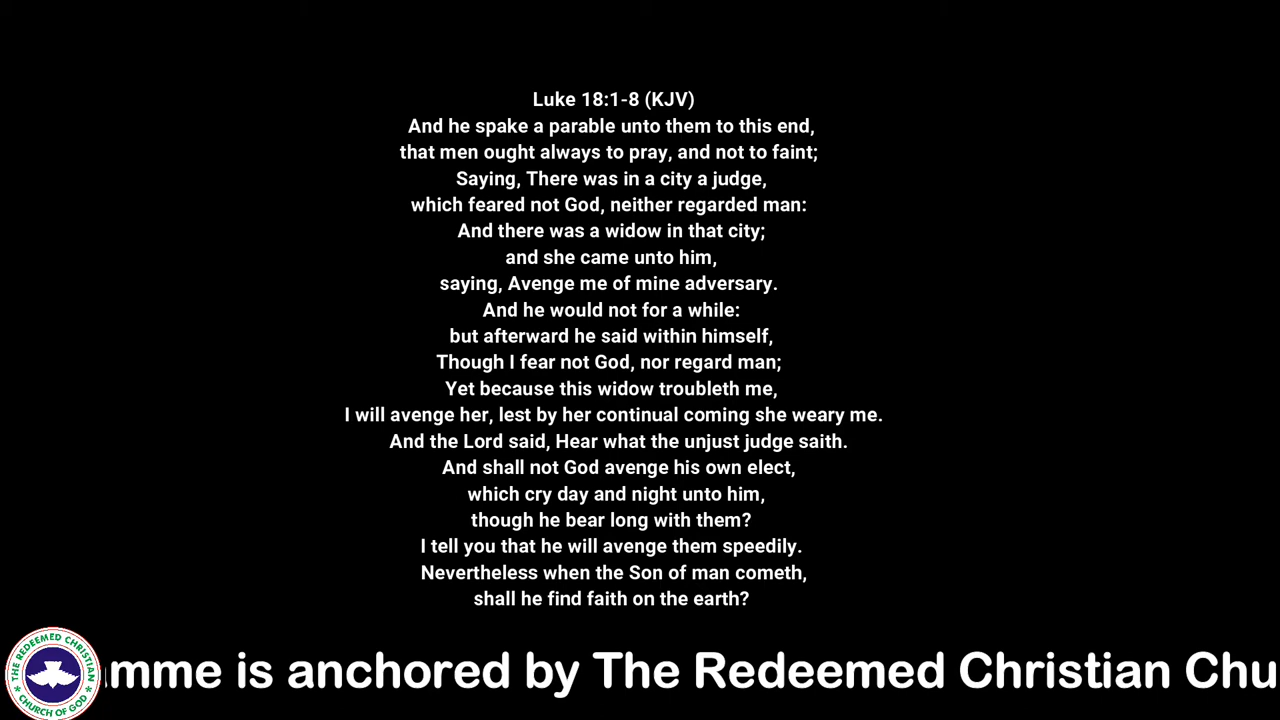 Luke 18:1-8 (KJV)
And he spake a parable unto them to this end,
that men ought always to pray, and not to faint;
Saying, There was in a city a judge,
which feared not God, neither regarded man:
And there was a widow in that city;
and she came unto him,
saying, Avenge me of mine adversary.
And he would not for a while:
but afterward he said within himself,
Though I fear not God, nor regard man;
Yet because this widow troubleth me,
I will avenge her, lest by her continual coming she weary me.
And the Lord said, Hear what the unjust judge saith.
And shall not God avenge his own elect,
which cry day and night unto him,
though he bear long with them?
I tell you that he will avenge them speedily.
Nevertheless when the Son of man cometh,
shall he find faith on the earth?
THE REDEEMED CHRISTIAN
CHURCH OF GOD
amme is anchored by The Redeemed Christian Chu